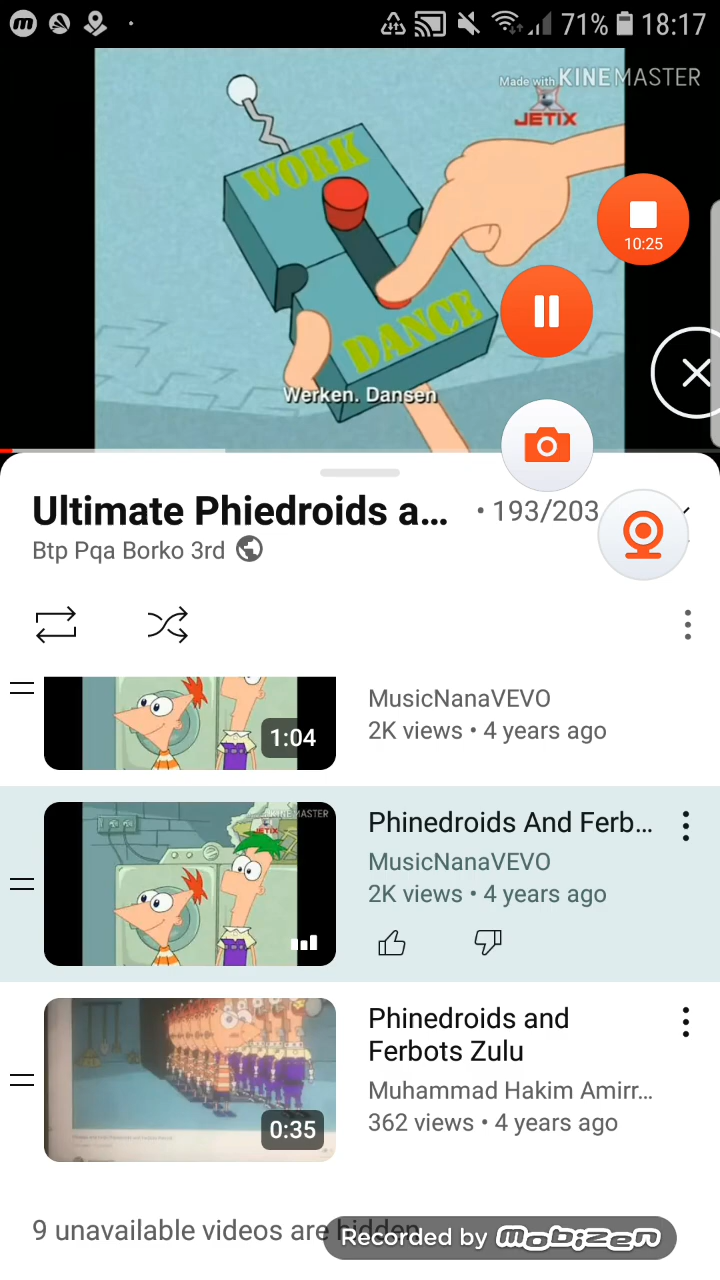 71% 18:17
Made with KINEMASTER
JETIX
WORK
10:25
DANCE
Werken. Dansen
Ultimate Phiedroids a... • 193/203
Btp Pqa Borko 3rd
1:04
MusicNanaVEVO
2K views • 4 years ago
KINEMASTER
JETIX
Phinedroids And Ferb...
MusicNanaVEVO
2K views • 4 years ago
Phinedroids and
Ferbots Zulu
0:35
Muhammad Hakim Amirr...
362 views • 4 years ago
9 unavailable videos are hidden
Recorded by mobizen